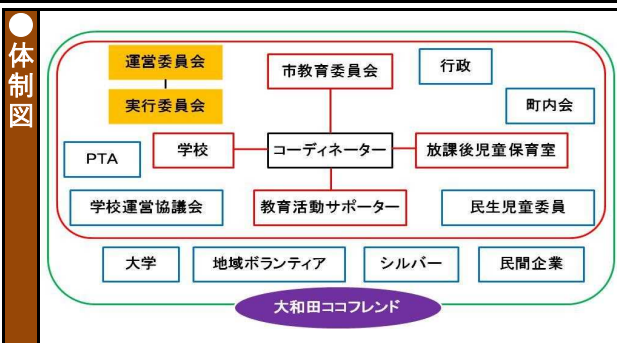 ●体制図
運営委員会
市教育委員会
行政
実行委員会
町内会
PTA
学校
コーディネーター
放課後児童保育室
学校運営協議会
教育活動サポーター
民生児童委員
大学
地域ボランティア
シルバー
民間企業
大和田ココフレンド